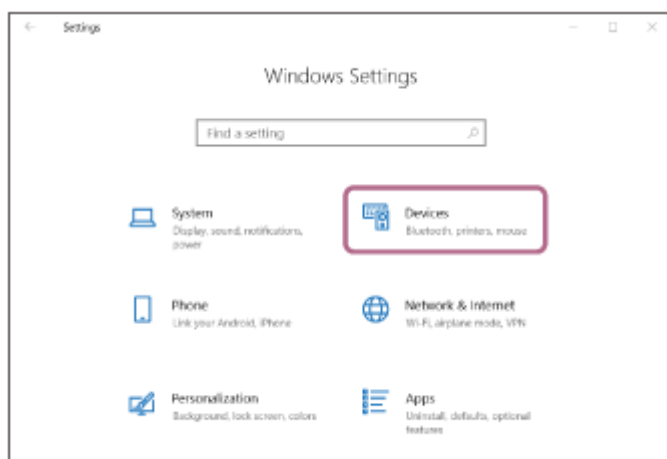 Settings
Windows Settings
Find a setting
System
Display, sound, notifications,
power
Devices
Bluetooth, printers, mouse
Phone
Link your Android, iPhone
Network & Internet
Wi-Fi, airplane mode, VPN
Personalization
Background, lock screen, colors
Apps
Uninstall, defaults, optional
features